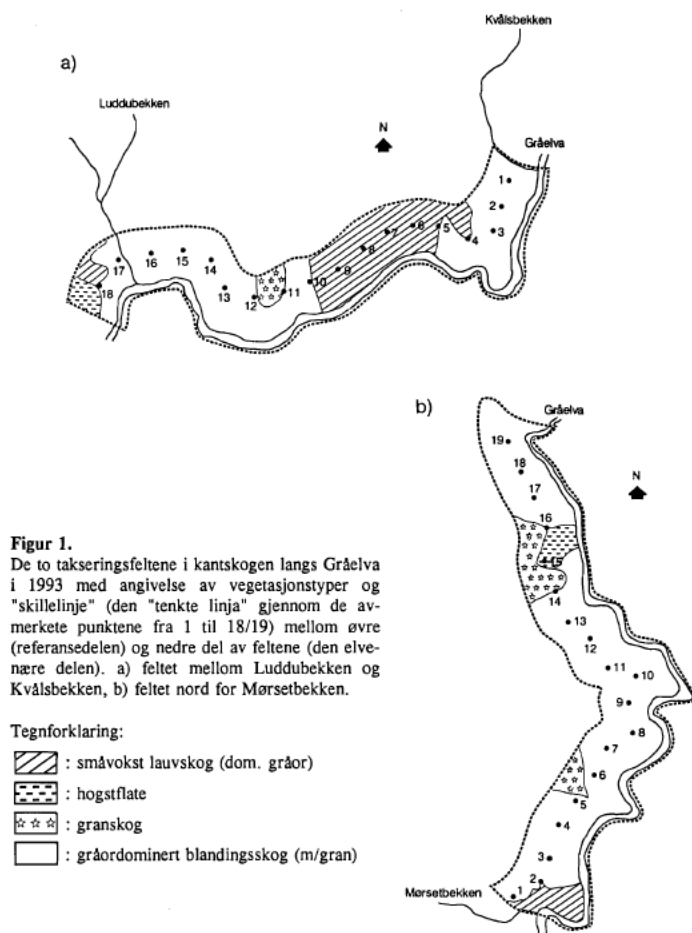 a)
Kvålsbekken
Luddubekken
N
Gråelva
1
2
3
4
5
6
7
8
9
10
11
12
13
14
15
16
17
18
b)
Gråelva
N
19
18
17
16
15
14
13
12
11
10
9
8
7
6
5
4
3
2
1
Mørsetbekken
Figur 1.
De to takseringsfeltene i kantskogen langs Gråelva
i 1993 med angivelse av vegetasjonstyper og
"skillelinje" (den "tenkte linja" gjennom de av-
merkete punktene fra 1 til 18/19) mellom øvre
(referansedelen) og nedre del av feltene (den elve-
nære delen). a) feltet mellom Luddubekken og
Kvålsbekken, b) feltet nord for Mørsetbekken.
Tegnforklaring:
: småvokst lauvskog (dom. gråor)
: hogstflate
: granskog
: gråordominert blandingsskog (m/gran)